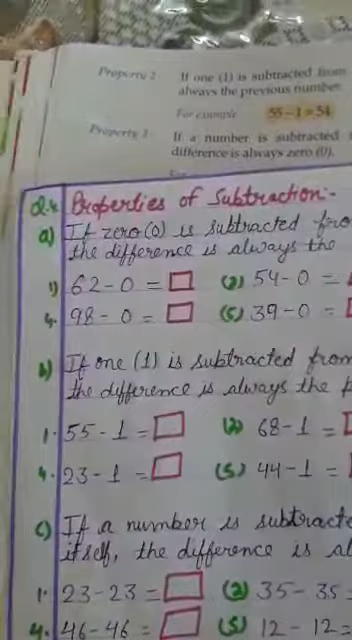 Property 2 If one (1) is subtracted from
always the previous number.
For example 55 – 1 = 54
Property 3 If a number is subtracted
difference is always zero (0).
Q.4 Properties of Subtraction:-
a) If zero (0) is subtracted fro
the difference is always the
1) 62 - 0 = (2) 54 - 0 =
4. 98 - 0 = (5) 39 - 0 =
b) If one (1) is subtracted from
the difference is always the p
1. 55 - 1 = (2) 68 - 1 =
4. 23 - 1 = (5) 44 - 1 =
c) If a number is subtracte
itself, the difference is al
1. 23 - 23 = (2) 35 - 35 =
4. 46 - 46 = (5) 12 - 12 =